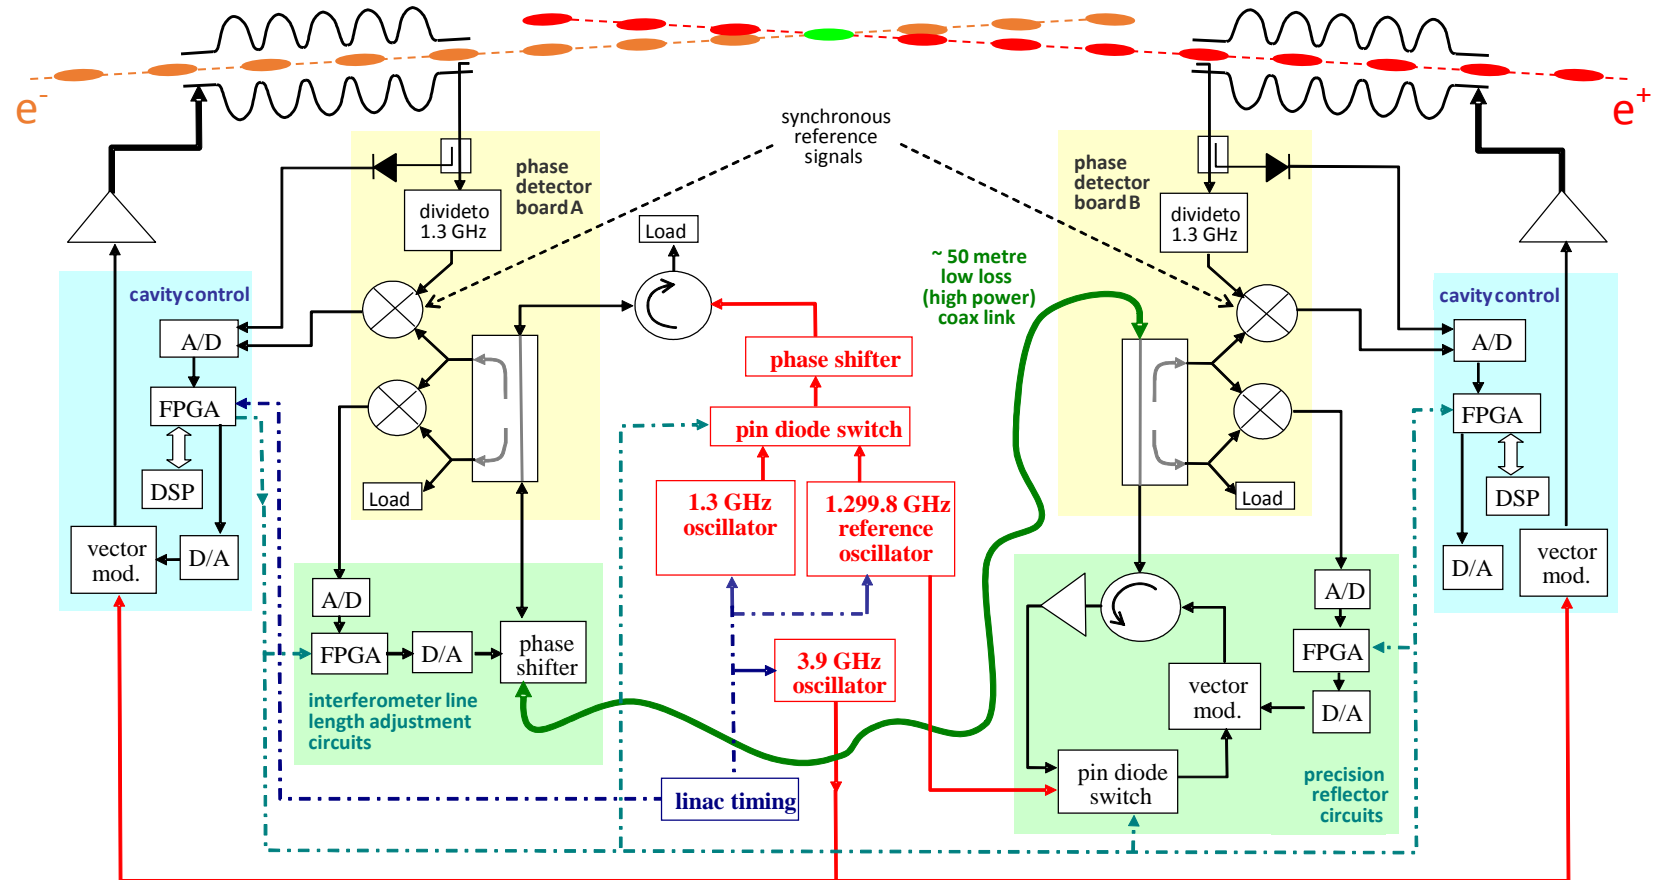 e-
e+
synchronous
reference
signals
phase
detector
board A
phase
detector
board B
divideto
1.3 GHz
divideto
1.3 GHz
Load
~ 50 metre
low loss
(high power)
coax link
cavity control
cavity control
A/D
A/D
phase shifter
FPGA
FPGA
pin diode switch
DSP
DSP
Load
Load
1.3 GHz
oscillator
1.299.8 GHz
reference
oscillator
vector
mod.
D/A
D/A
vector
mod.
A/D
A/D
FPGA
D/A
phase
shifter
FPGA
3.9 GHz
oscillator
vector
mod.
D/A
interferometer line
length adjustment
circuits
pin diode
switch
precision
reflector
circuits
linac timing